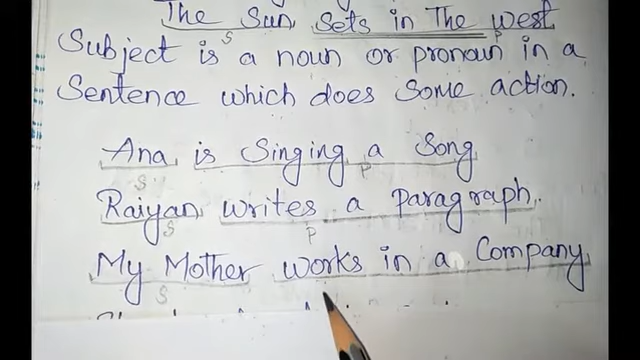 The Sun Sets in The west
S P
Subject is a noun or pronoun in a
Sentence which does Some action.
Ana is Singing a Song
S P
Raiyan writes a Paragraph.
S P
My Mother works in a Company
S